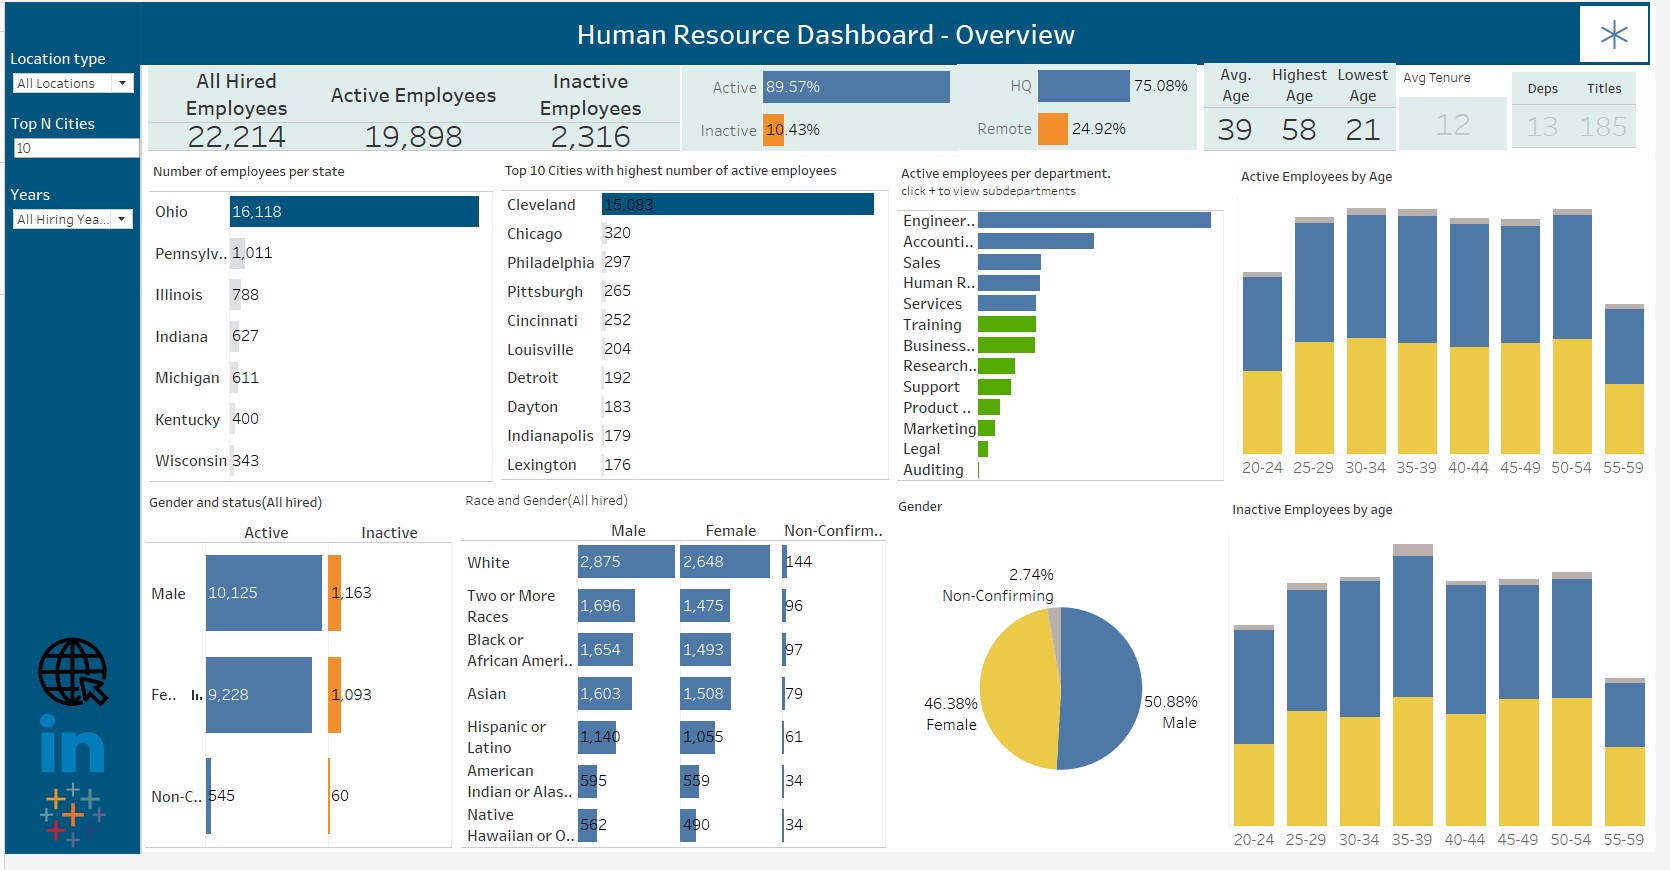 Human Resource Dashboard - Overview
Location type
All Locations
Top N Cities
10
Years
All Hiring Yea...
All Hired
Employees
22,214
Active Employees
19,898
Inactive
Employees
2,316
Active 89.57%
Inactive 10.43%
HQ 75.08%
Remote 24.92%
Avg.
Age
39
Highest
Age
58
Lowest
Age
21
Avg Tenure
12
Deps Titles
13 185
Number of employees per state
Ohio 16,118
Pennsylv.. 1,011
Illinois 788
Indiana 627
Michigan 611
Kentucky 400
Wisconsin 343
Top 10 Cities with highest number of active employees
Cleveland 15,083
Chicago 320
Philadelphia 297
Pittsburgh 265
Cincinnati 252
Louisville 204
Detroit 192
Dayton 183
Indianapolis 179
Lexington 176
Active employees per department.
click + to view subdepartments
Engineer..
Accounti..
Sales
Human R..
Services
Training
Business..
Research..
Support
Product ..
Marketing
Legal
Auditing
Active Employees by Age
20-24 25-29 30-34 35-39 40-44 45-49 50-54 55-59
Gender and status(All hired)
Active Inactive
Male 10,125 1,163
Fe.. 9,228 1,093
Non-C.. 545 60
Race and Gender(All hired)
Male Female Non-Confirm..
White 2,875 2,648 144
Two or More
Races 1,696 1,475 96
Black or
African Ameri.. 1,654 1,493 97
Asian 1,603 1,508 79
Hispanic or
Latino 1,140 1,055 61
American
Indian or Alas.. 595 559 34
Native
Hawaiian or O.. 562 490 34
Gender
2.74%
Non-Confirming
46.38%
Female
50.88%
Male
Inactive Employees by age
20-24 25-29 30-34 35-39 40-44 45-49 50-54 55-59
in